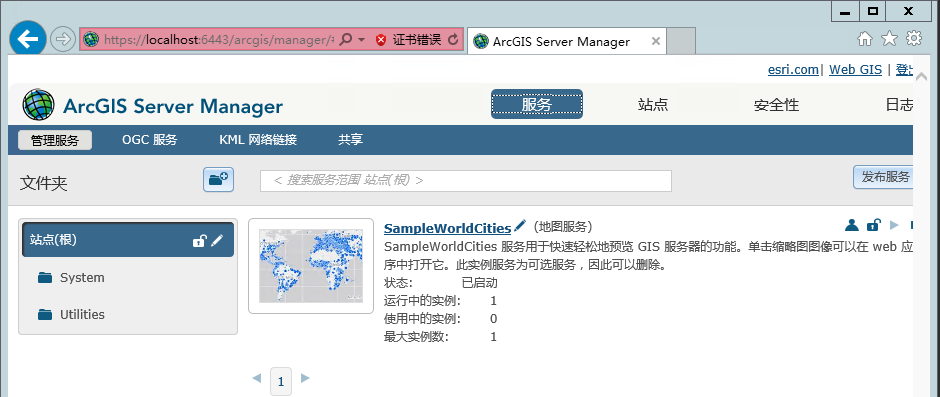 https://localhost:6443/arcgis/manager/
证书错误
ArcGIS Server Manager
esri.com | Web GIS |
ArcGIS Server Manager
服务 站点 安全性 日志
管理服务 OGC 服务 KML 网络链接 共享
文件夹
< 搜索服务范围 站点(根) >
发布服务
站点(根)
System
Utilities
SampleWorldCities (地图服务)
SampleWorldCities 服务用于快速轻松地预览 GIS 服务器的功能。单击缩略图图像可以在 web 应
序中打开它。此实例服务为可选服务，因此可以删除。
状态: 已启动
运行中的实例: 1
使用中的实例: 0
最大实例数: 1
1